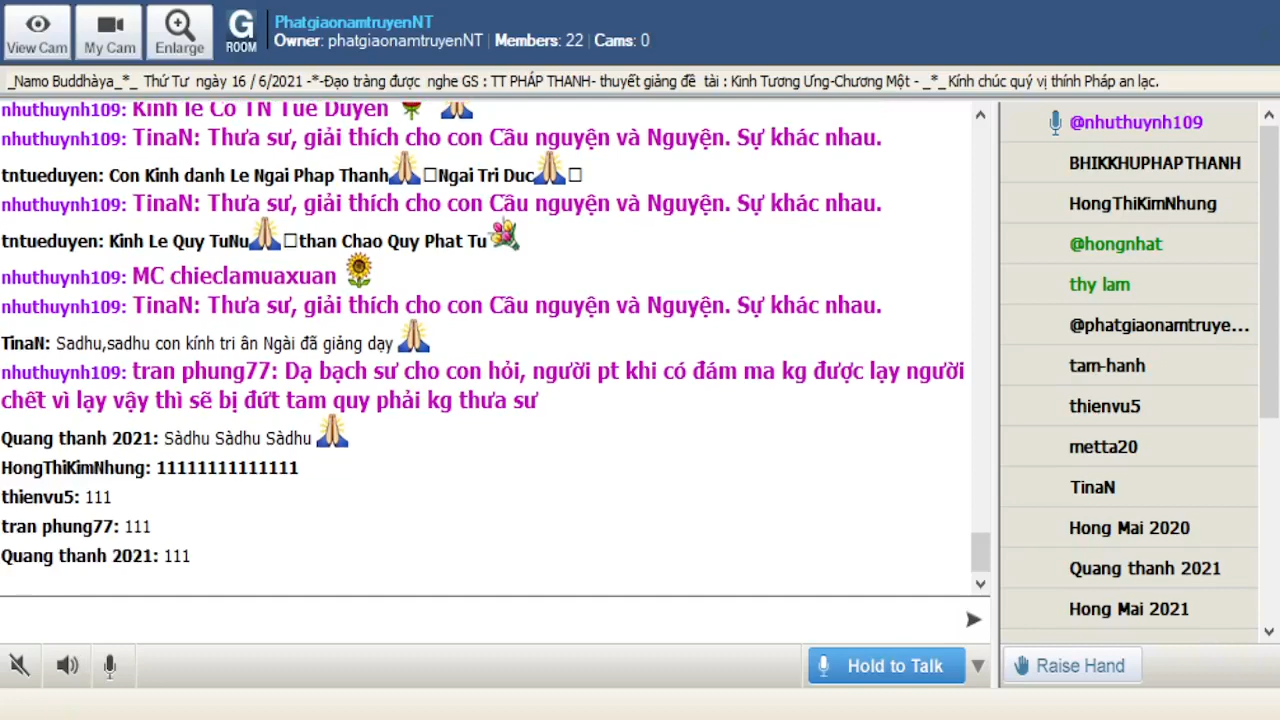 View Cam
My Cam
Enlarge
G ROOM
PhatgiaonamtruyenNT
Owner: phatgiaonamtruyenNT | Members: 22 | Cams: 0
_Namo Buddhàya_*_ Thứ Tư ngày 16 / 6/2021 -*-Đạo tràng được nghe GS : TT PHÁP THANH- thuyết giảng đề tài : Kinh Tương Ưng-Chương Một - _*_ Kính chúc quý vị thính Pháp an lạc.
nhuthuynh109: Kinh le Co TN Tue Duyen
nhuthuynh109: TinaN: Thưa sư, giải thích cho con Cầu nguyện và Nguyện. Sự khác nhau.
tntueduyen: Con Kinh danh Le Ngai Phap Thanh Ngai Tri Duc
nhuthuynh109: TinaN: Thưa sư, giải thích cho con Cầu nguyện và Nguyện. Sự khác nhau.
tntueduyen: Kinh Le Quy TuNu than Chao Quy Phat Tu
nhuthuynh109: MC chieclamuaxuan
nhuthuynh109: TinaN: Thưa sư, giải thích cho con Cầu nguyện và Nguyện. Sự khác nhau.
TinaN: Sadhu,sadhu con kính tri ân Ngài đã giảng dạy
nhuthuynh109: tran phung77: Dạ bạch sư cho con hỏi, người pt khi có đám ma kg được lạy người
chết vì lạy vậy thì sẽ bị đứt tam quy phải kg thưa sư
Quang thanh 2021: Sàdhu Sàdhu Sàdhu
HongThiKimNhung: 11111111111111
thienvu5: 111
tran phung77: 111
Quang thanh 2021: 111
Hold to Talk
@nhuthuynh109
BHIKKHUPHAPTHANH
HongThiKimNhung
@hongnhat
thy lam
@phatgiaonamtruye...
tam-hanh
thienvu5
metta20
TinaN
Hong Mai 2020
Quang thanh 2021
Hong Mai 2021
Raise Hand